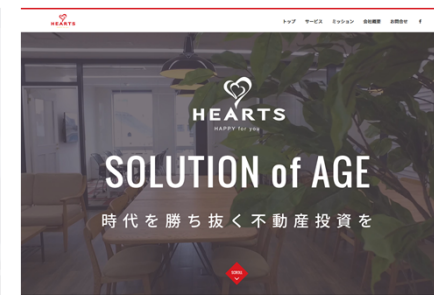 HEARTS
トップ サービス ミッション 会社概要 お問合せ f
HEARTS
HAPPY for you
SOLUTION of AGE
時代を勝ち抜く不動産投資を
SCROLL